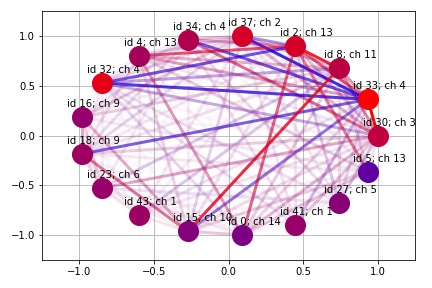 id 37; ch 2
id 34; ch 4
id 2; ch 13
id 4; ch 13
id 8; ch 11
id 32; ch 4
id 33; ch 4
id 16; ch 9
id 30; ch 3
id 18; ch 9
id 5; ch 13
id 23; ch 6
id 27; ch 5
id 43; ch 1
id 15; ch 10
id 0; ch 14
id 41; ch 1
1.0
0.5
0.0
−0.5
−1.0
−1.0 −0.5 0.0 0.5 1.0